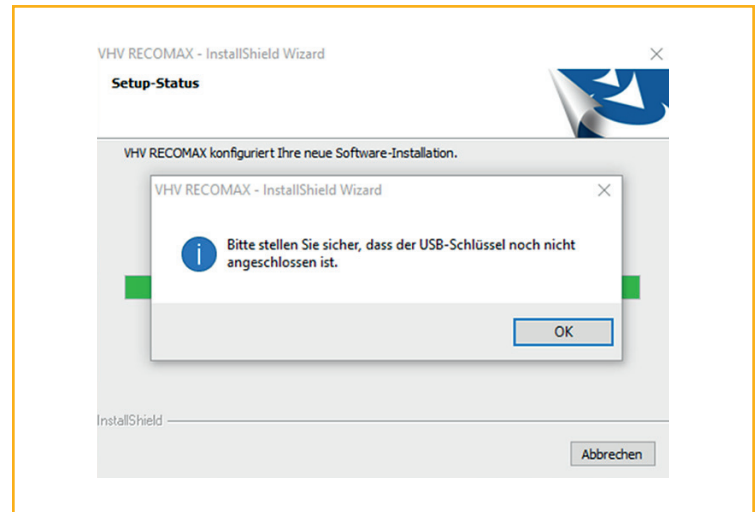 VHV RECOMAX - InstallShield Wizard
Setup-Status
VHV RECOMAX konfiguriert Ihre neue Software-Installation.
VHV RECOMAX - InstallShield Wizard
Bitte stellen Sie sicher, dass der USB-Schlüssel noch nicht
angeschlossen ist.
OK
InstallShield
Abbrechen